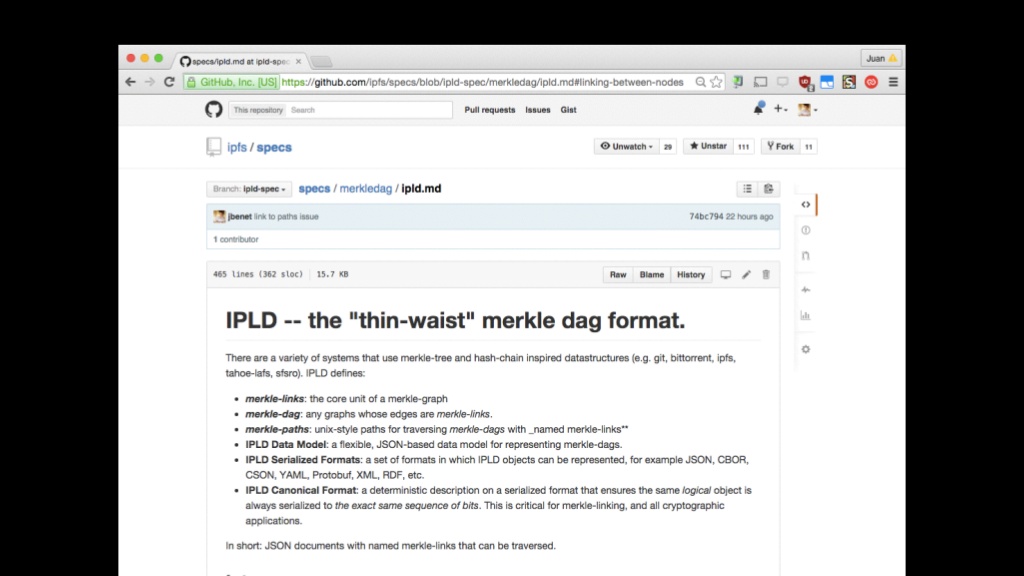 specs/ipld.md at ipld-spec
Juan
GitHub, Inc. [US] https://github.com/ipfs/specs/blob/ipld-spec/merkledag/ipld.md#linking-between-nodes
This repository Search Pull requests Issues Gist
ipfs / specs Unwatch 29 Unstar 111 Fork 11
Branch: ipld-spec specs / merkledag / ipld.md
jbenet link to paths issue 74bc794 22 hours ago
1 contributor
465 lines (362 sloc) 15.7 KB Raw Blame History
IPLD -- the "thin-waist" merkle dag format.
There are a variety of systems that use merkle-tree and hash-chain inspired datastructures (e.g. git, bittorrent, ipfs,
tahoe-lafs, sfsro). IPLD defines:
• merkle-links: the core unit of a merkle-graph
• merkle-dag: any graphs whose edges are merkle-links.
• merkle-paths: unix-style paths for traversing merkle-dags with _named merkle-links**
• IPLD Data Model: a flexible, JSON-based data model for representing merkle-dags.
• IPLD Serialized Formats: a set of formats in which IPLD objects can be represented, for example JSON, CBOR,
CSON, YAML, Protobuf, XML, RDF, etc.
• IPLD Canonical Format: a deterministic description on a serialized format that ensures the same logical object is
always serialized to the exact same sequence of bits. This is critical for merkle-linking, and all cryptographic
applications.
In short: JSON documents with named merkle-links that can be traversed.